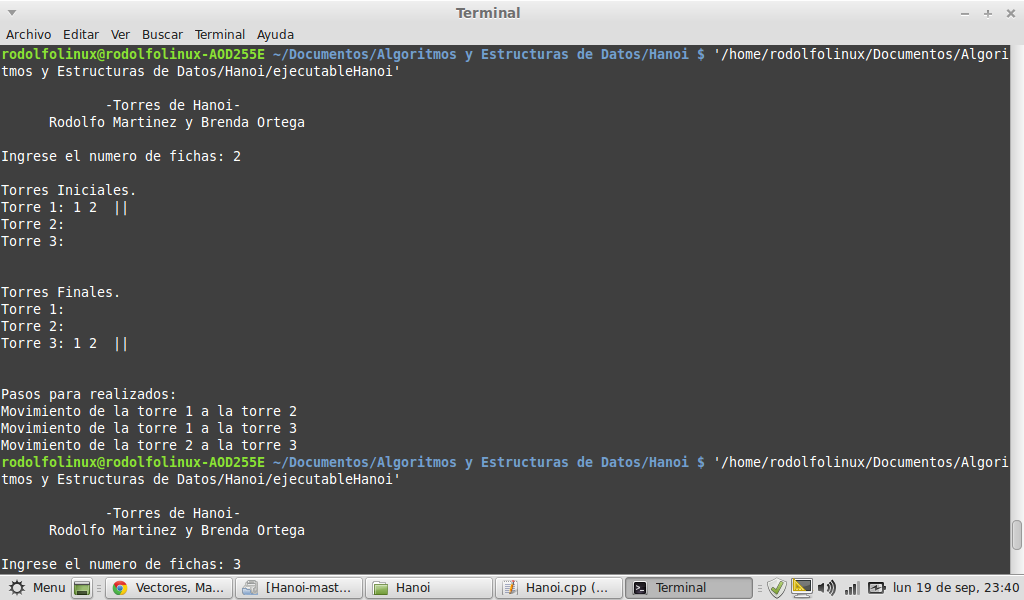 Terminal
Archivo Editar Ver Buscar Terminal Ayuda
rodolfolinux@rodolfolinux-AOD255E ~/Documentos/Algoritmos y Estructuras de Datos/Hanoi $ '/home/rodolfolinux/Documentos/Algori
tmos y Estructuras de Datos/Hanoi/ejecutableHanoi'
-Torres de Hanoi-
Rodolfo Martinez y Brenda Ortega
Ingrese el numero de fichas: 2
Torres Iniciales.
Torre 1: 1 2  ||
Torre 2:
Torre 3:
Torres Finales.
Torre 1:
Torre 2:
Torre 3: 1 2  ||
Pasos para realizados:
Movimiento de la torre 1 a la torre 2
Movimiento de la torre 1 a la torre 3
Movimiento de la torre 2 a la torre 3
rodolfolinux@rodolfolinux-AOD255E ~/Documentos/Algoritmos y Estructuras de Datos/Hanoi $ '/home/rodolfolinux/Documentos/Algori
tmos y Estructuras de Datos/Hanoi/ejecutableHanoi'
-Torres de Hanoi-
Rodolfo Martinez y Brenda Ortega
Ingrese el numero de fichas: 3
Menu Vectores, Ma... [Hanoi-mast... Hanoi Hanoi.cpp (... Terminal lun 19 de sep, 23:40